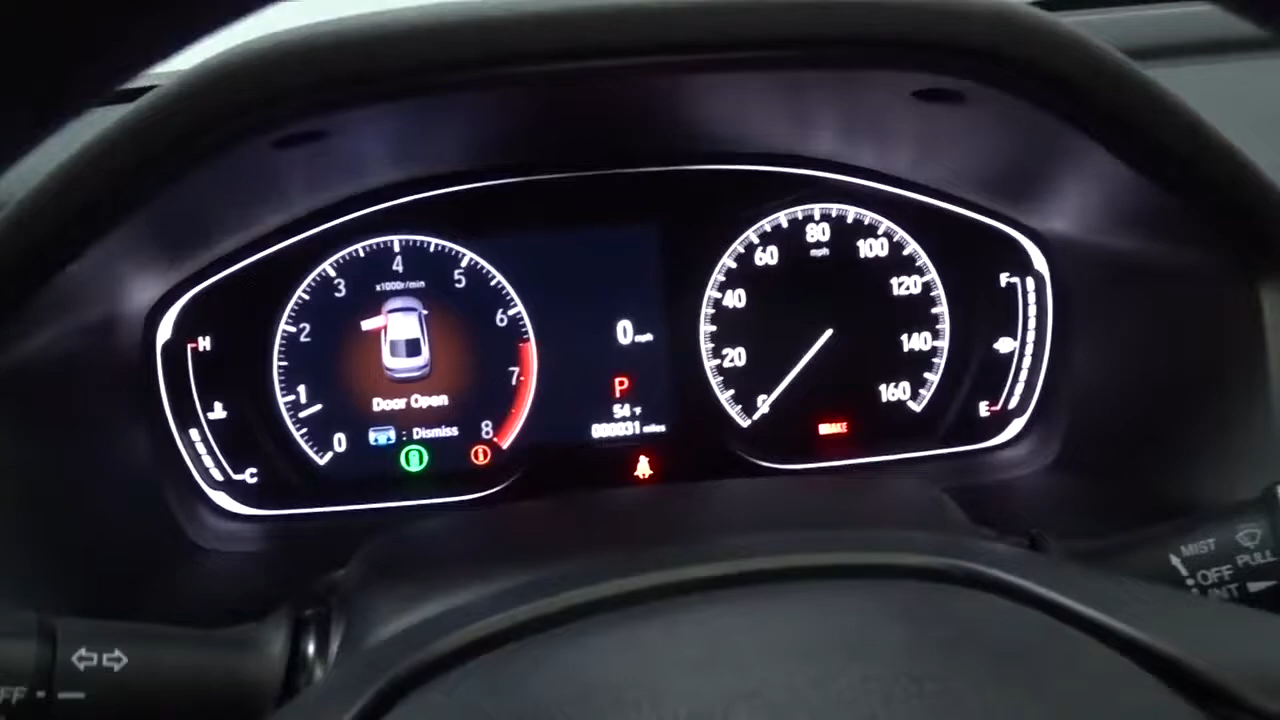 H
C
0
1
2
3
4
5
6
7
8
x1000r/min
Door Open
: Dismiss
0 mph
P
54 °F
000031 miles
20
40
60
80
100
120
140
160
mph
BRAKE
F
E
MIST
OFF
INT
PULL